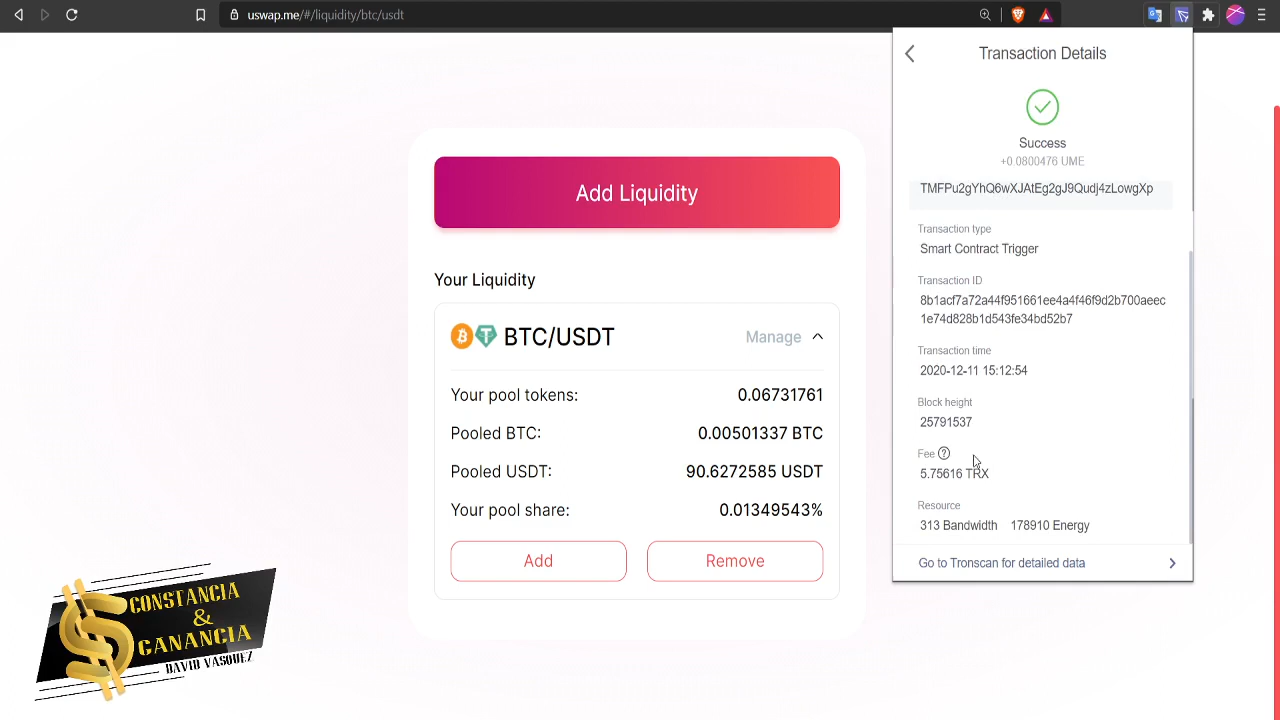 uswap.me/#/liquidity/btc/usdt
Add Liquidity
Your Liquidity
BTC/USDT
Manage
Your pool tokens: 0.06731761
Pooled BTC: 0.00501337 BTC
Pooled USDT: 90.6272585 USDT
Your pool share: 0.01349543%
Add Remove
Transaction Details
Success
+0.0800476 UME
TMFPu2gYhQ6wXJAtEg2gJ9Qudj4zLowgXp
Transaction type
Smart Contract Trigger
Transaction ID
8b1acf7a72a44f951661ee4a4f46f9d2b700aeec
1e74d828b1d543fe34bd52b7
Transaction time
2020-12-11 15:12:54
Block height
25791537
Fee ?
5.75616 TRX
Resource
313 Bandwidth 178910 Energy
Go to Tronscan for detailed data
CONSTANCIA
&
GANANCIA
DAVID VASQUEZ